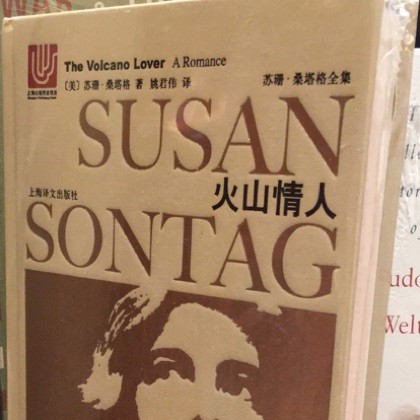 The Volcano Lover A Romance
〔美〕苏珊·桑塔格 著 姚君伟 译
苏珊·桑塔格全集
SUSAN
火山情人
上海译文出版社
SONTAG
Welt